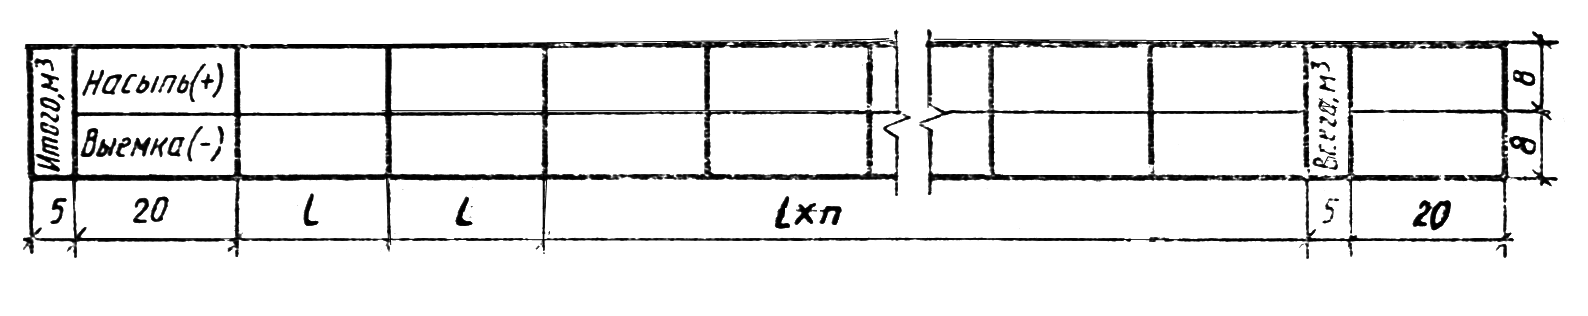 Итого, м³
Насыпь(+)
Выемка(-)
Всего, м³
8
8
5
20
l
l
l×n
5
20